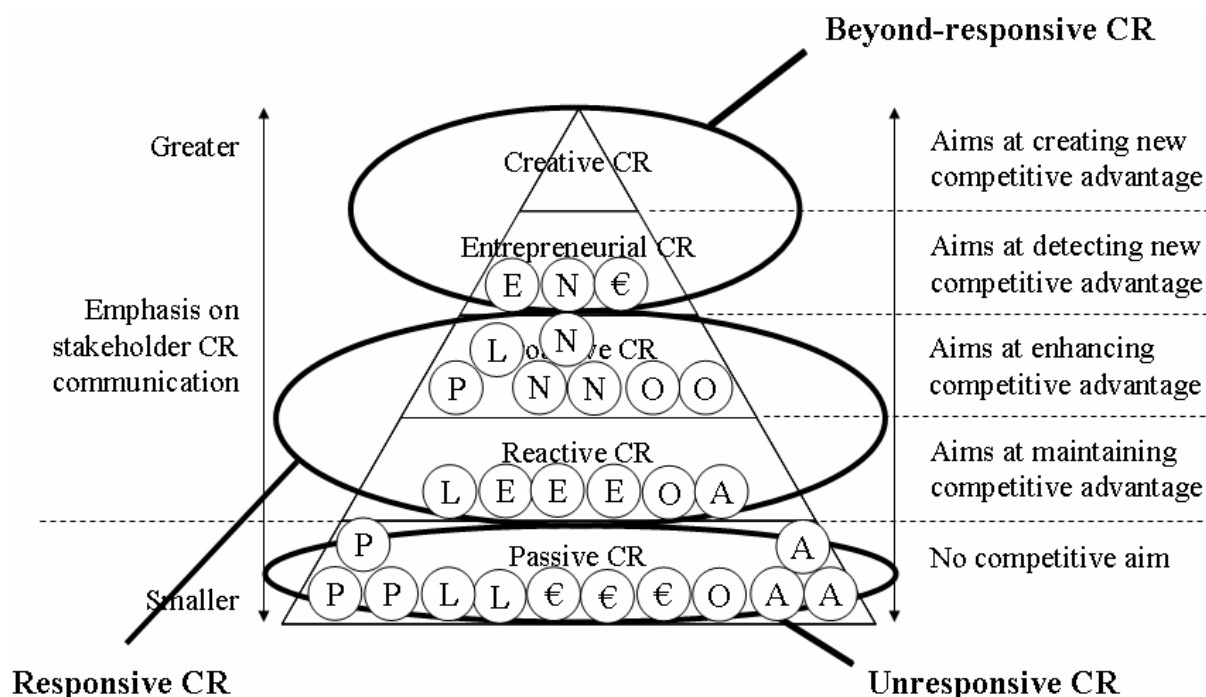 Beyond-responsive CR
Greater
Creative CR
Aims at creating new
competitive advantage
Entrepreneurial CR
E N €
Aims at detecting new
competitive advantage
Emphasis on
stakeholder CR
communication
L N
CR
P N N O O
Aims at enhancing
competitive advantage
Reactive CR
L E E E O A
Aims at maintaining
competitive advantage
P A
Passive CR
No competitive aim
Smaller
P P L L € € € O A A
Responsive CR
Unresponsive CR